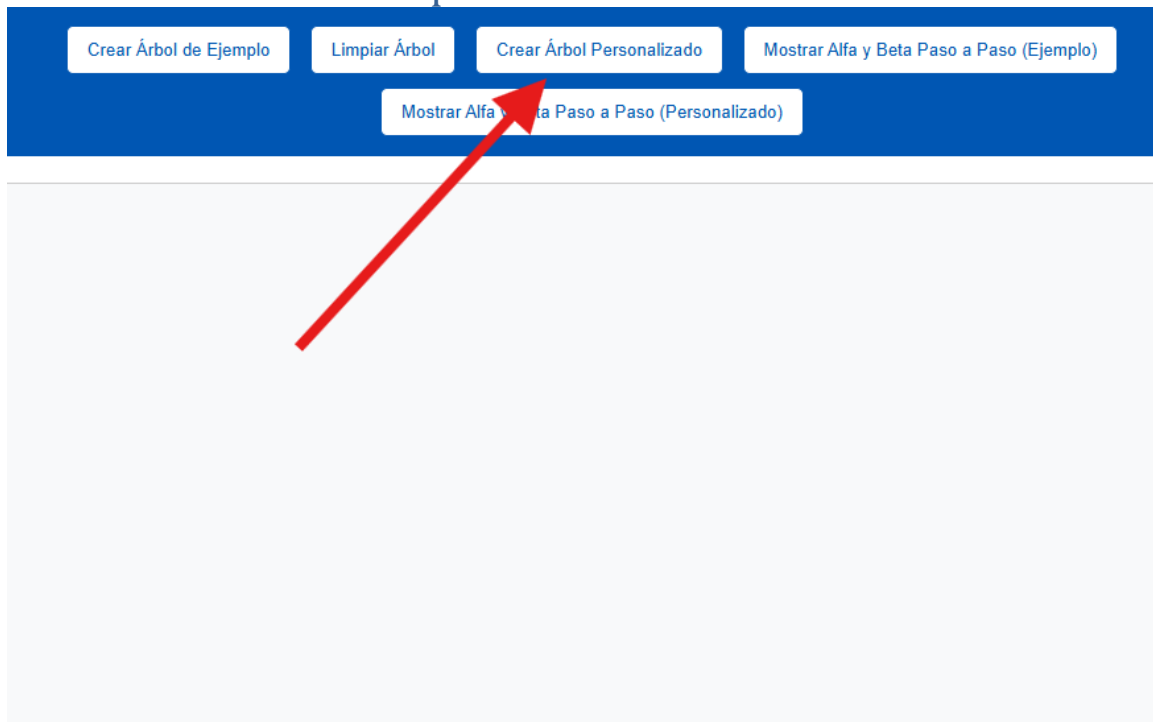 Crear Árbol de Ejemplo
Limpiar Árbol
Crear Árbol Personalizado
Mostrar Alfa y Beta Paso a Paso (Ejemplo)
Mostrar Alfa Beta Paso a Paso (Personalizado)